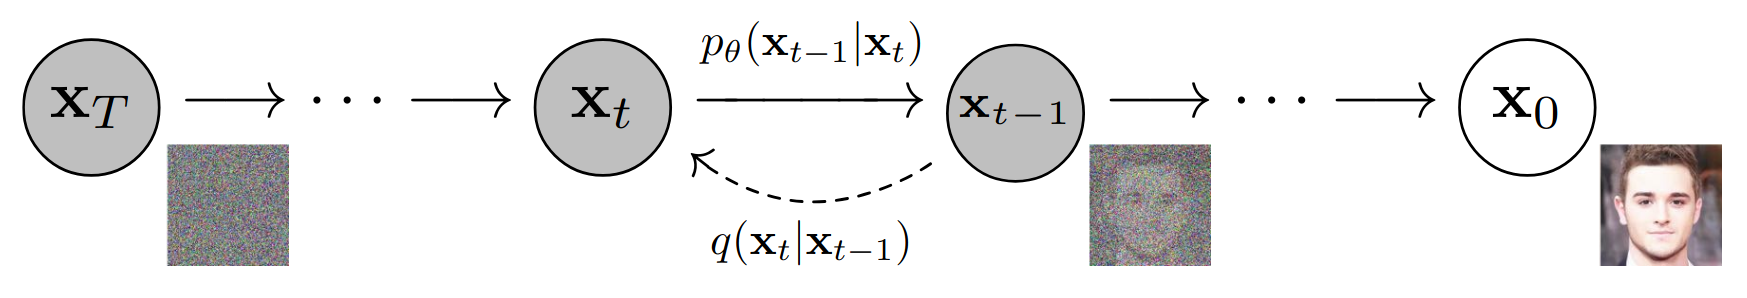 p_θ(x_{t−1}|x_t)
x_T → ··· → x_t → x_{t−1} → ··· → x_0
q(x_t|x_{t−1})